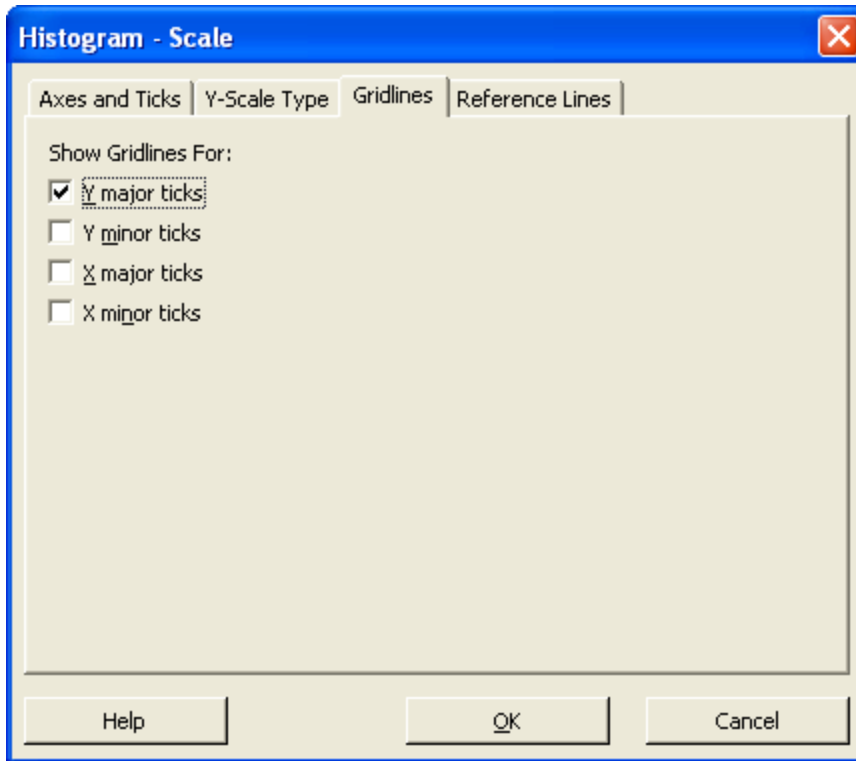 Histogram - Scale
Axes and Ticks Y-Scale Type Gridlines Reference Lines
Show Gridlines For:
Y major ticks
Y minor ticks
X major ticks
X minor ticks
Help OK Cancel